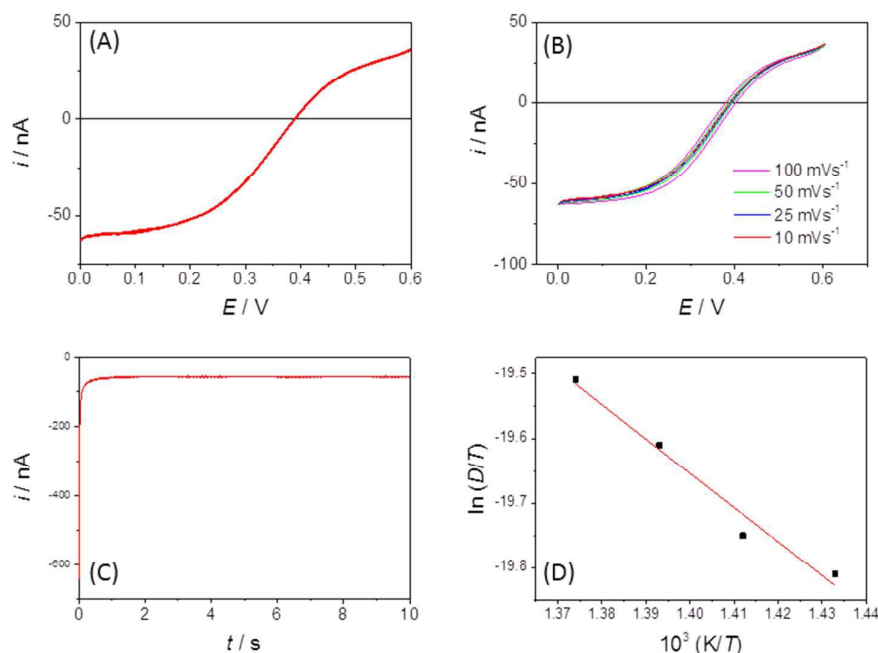 (A)
50
0
-50
i / nA
0.0 0.1 0.2 0.3 0.4 0.5 0.6
E / V
(B)
50
0
-50
-100
i / nA
100 mVs-1
50 mVs-1
25 mVs-1
10 mVs-1
0.0 0.2 0.4 0.6
E / V
0
-200
-400
-600
i / nA
(C)
0 2 4 6 8 10
t / s
-19.5
-19.6
-19.7
-19.8
ln (D/T)
(D)
1.37 1.38 1.39 1.40 1.41 1.42 1.43 1.44
10³ (K/T)